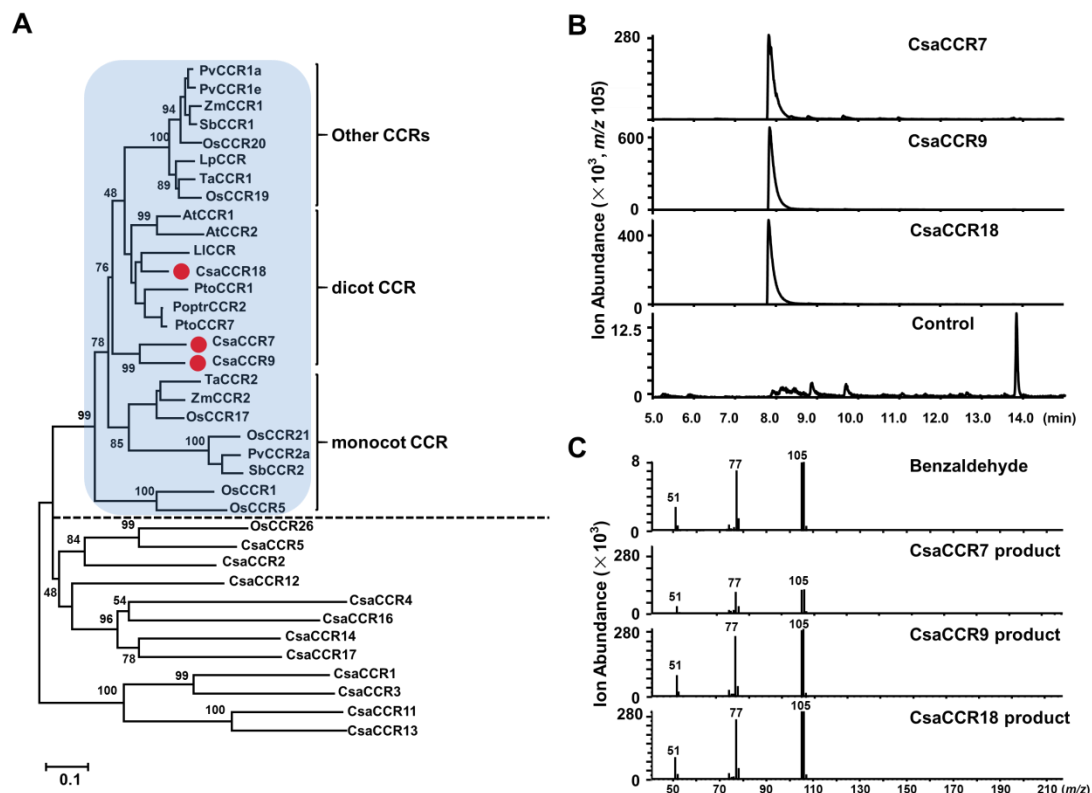 A
PvCCR1a
PvCCR1e
94
ZmCCR1
SbCCR1
100
OsCCR20
Other CCRs
LpCCR
TaCCR1
89
OsCCR19
48
99
AtCCR1
AtCCR2
LlCCR
76
CsaCCR18
PtoCCR1
dicot CCR
PoptrCCR2
PtoCCR7
78
CsaCCR7
99
CsaCCR9
TaCCR2
ZmCCR2
99
OsCCR17
85
100
OsCCR21
monocot CCR
PvCCR2a
SbCCR2
100
OsCCR1
OsCCR5
99
OsCCR26
84
CsaCCR5
CsaCCR2
48
CsaCCR12
54
CsaCCR4
96
CsaCCR16
CsaCCR14
78
CsaCCR17
99
CsaCCR1
100
CsaCCR3
100
CsaCCR11
CsaCCR13
0.1
B
Ion Abundance (×10³, m/z 105)
280
CsaCCR7
0
600
CsaCCR9
0
400
CsaCCR18
0
12.5
Control
0
5.0 6.0 7.0 8.0 9.0 10.0 11.0 12.0 13.0 14.0 (min)
C
Ion Abundance (×10³)
8
51
77
105
Benzaldehyde
0
280
51
77
105
CsaCCR7 product
0
280
51
77
105
CsaCCR9 product
0
280
51
77
105
CsaCCR18 product
0
50 70 90 110 130 150 170 190 210 (m/z)